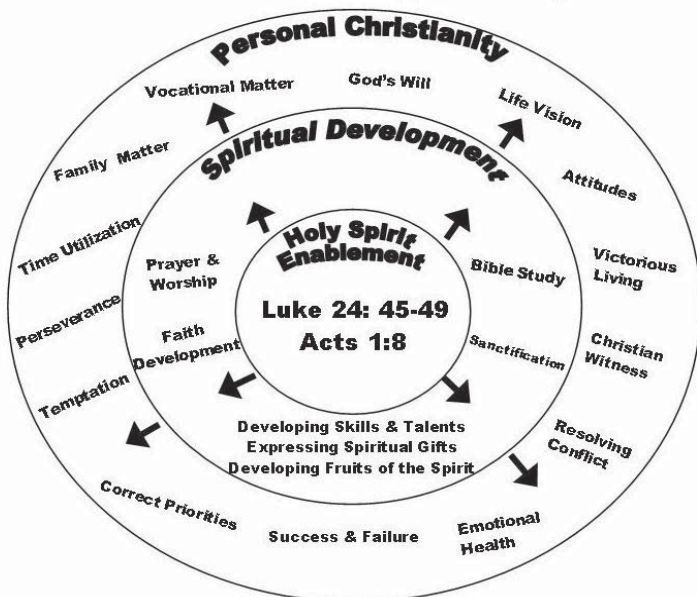 Personal Christianity
Vocational Matter
God's Will
Life Vision
Family Matter
Attitudes
Time Utilization
Victorious
Living
Perseverance
Christian
Witness
Temptation
Resolving
Conflict
Correct Priorities
Success & Failure
Emotional
Health
Spiritual Development
Prayer &
Worship
Bible Study
Faith
Development
Sanctification
Developing Skills & Talents
Expressing Spiritual Gifts
Developing Fruits of the Spirit
Holy Spirit
Enablement
Luke 24: 45-49
Acts 1:8